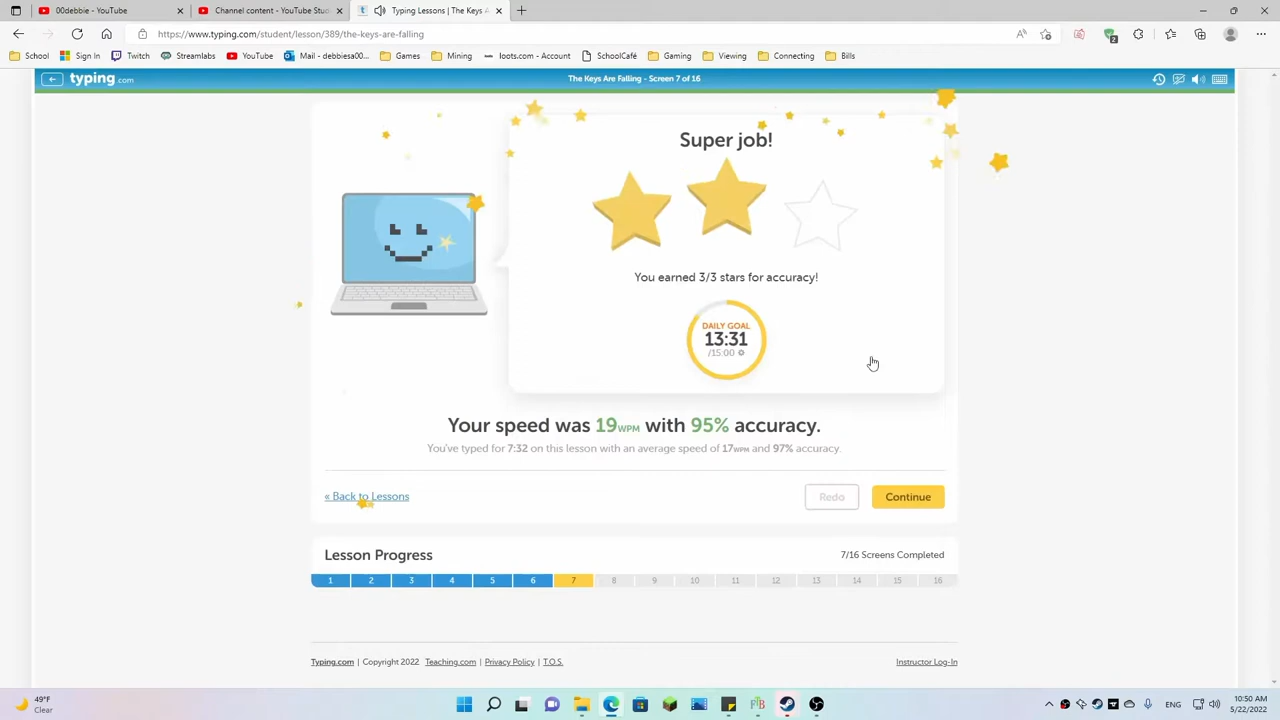 00debbie - YouTube
Channel content - YouTube Stud
Typing Lessons | The Keys A
https://www.typing.com/student/lesson/389/the-keys-are-falling
School
Sign In
Twitch
Streamlabs
YouTube
Mail - debbiesa00...
Games
Mining
loots.com - Account
SchoolCafé
Gaming
Viewing
Connecting
Bills
typing.com
The Keys Are Falling - Screen 7 of 16
Super job!
You earned 3/3 stars for accuracy!
DAILY GOAL
13:31
/15:00
Your speed was 19WPM with 95% accuracy.
You've typed for 7:32 on this lesson with an average speed of 17WPM and 97% accuracy.
« Back to Lessons
Redo
Continue
Lesson Progress
7/16 Screens Completed
1 2 3 4 5 6 7 8 9 10 11 12 13 14 15 16
Typing.com | Copyright 2022 Teaching.com | Privacy Policy | T.O.S.
Instructor Log-In
49°F
Clear
ENG
10:50 AM
5/22/2022